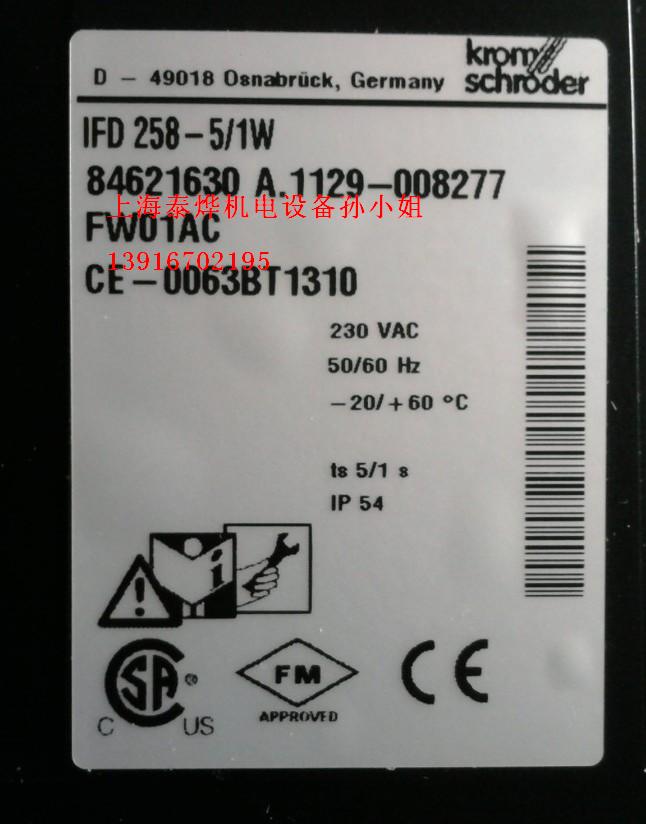 krom
schröder
D – 49018 Osnabrück, Germany
IFD 258-5/1W
84621630 A.1129-008277
上海泰烨机电设备孙小姐
FW01AC
13916702195
CE-0063BT1310
230 VAC
50/60 Hz
-20/+60 °C
ts 5/1 s
IP 54
i
!
SA ®
C US
FM
APPROVED
CE